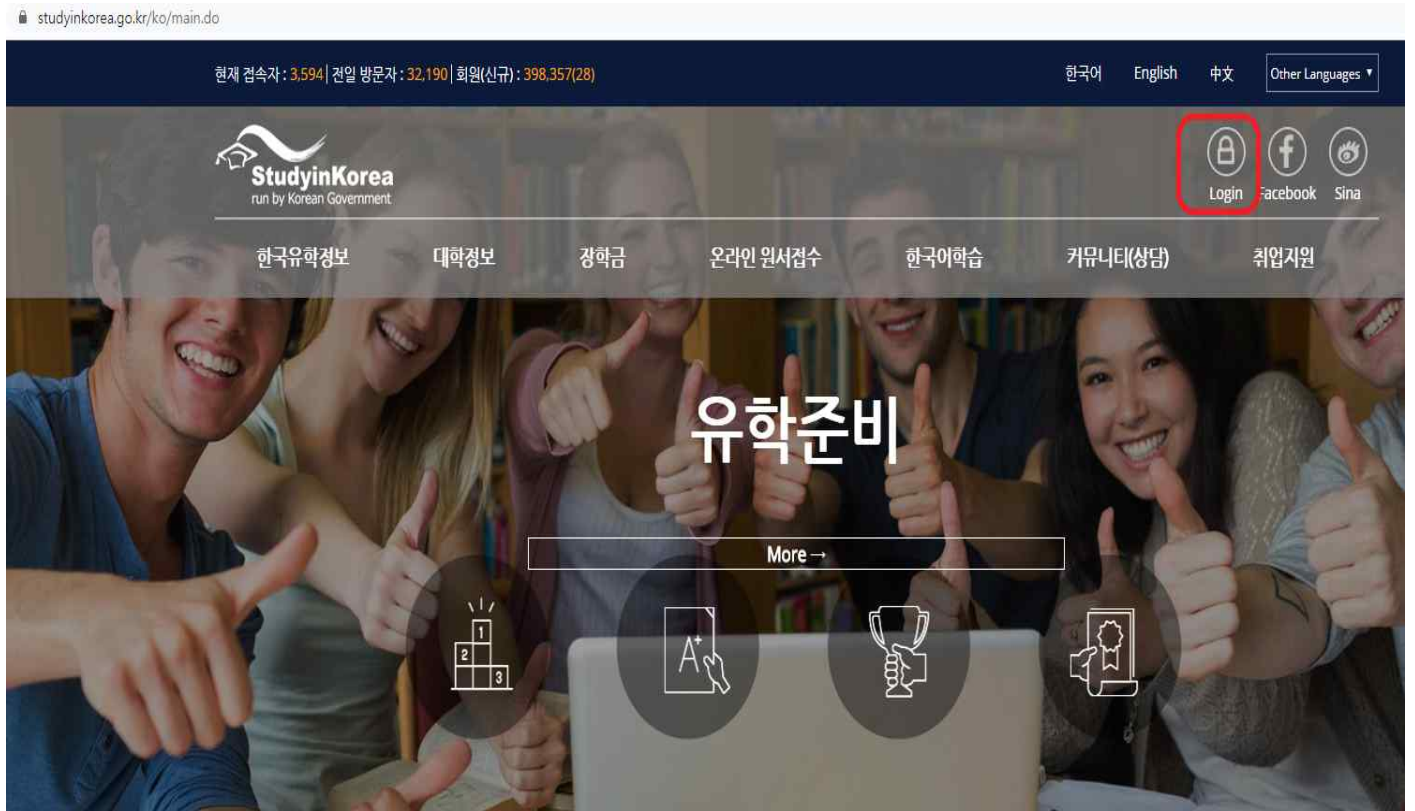 studyinkorea.go.kr/ko/main.do
현재 접속자 : 3,594 | 전일 방문자 : 32,190 | 회원(신규) : 398,357(28)
한국어 English 中文 Other Languages ▼
StudyinKorea
run by Korean Government
Login Facebook Sina
한국유학정보 대학정보 장학금 온라인 원서접수 한국어학습 커뮤니티(상담) 취업지원
유학준비
More →
1
2
3
A+